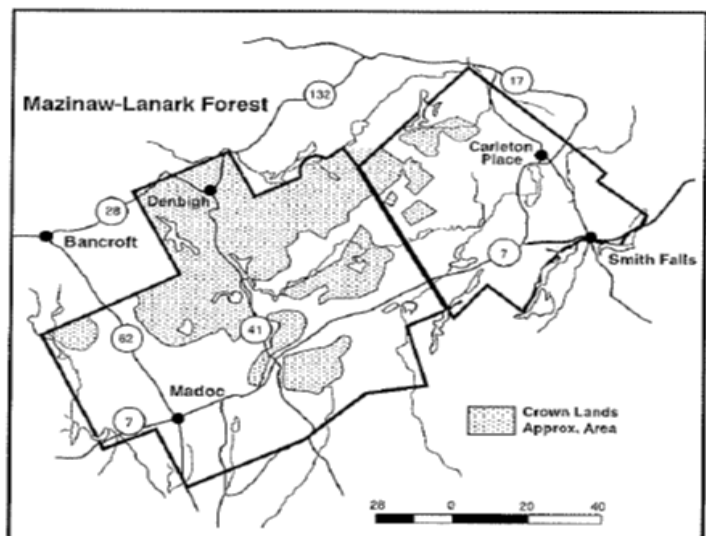 17
132
Mazinaw-Lanark Forest
Carleton
Place
Denbigh
28
Bancroft
7
Smith Falls
41
62
Madoc
7
Crown Lands
Approx. Area
28 0 20 40